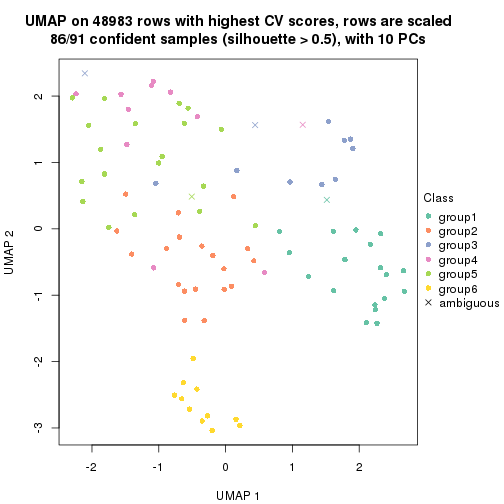 UMAP on 48983 rows with highest CV scores, rows are scaled
86/91 confident samples (silhouette > 0.5), with 10 PCs
2
1
0
-1
-2
-3
UMAP 2
-2
-1
0
1
2
UMAP 1
Class
group1
group2
group3
group4
group5
group6
ambiguous